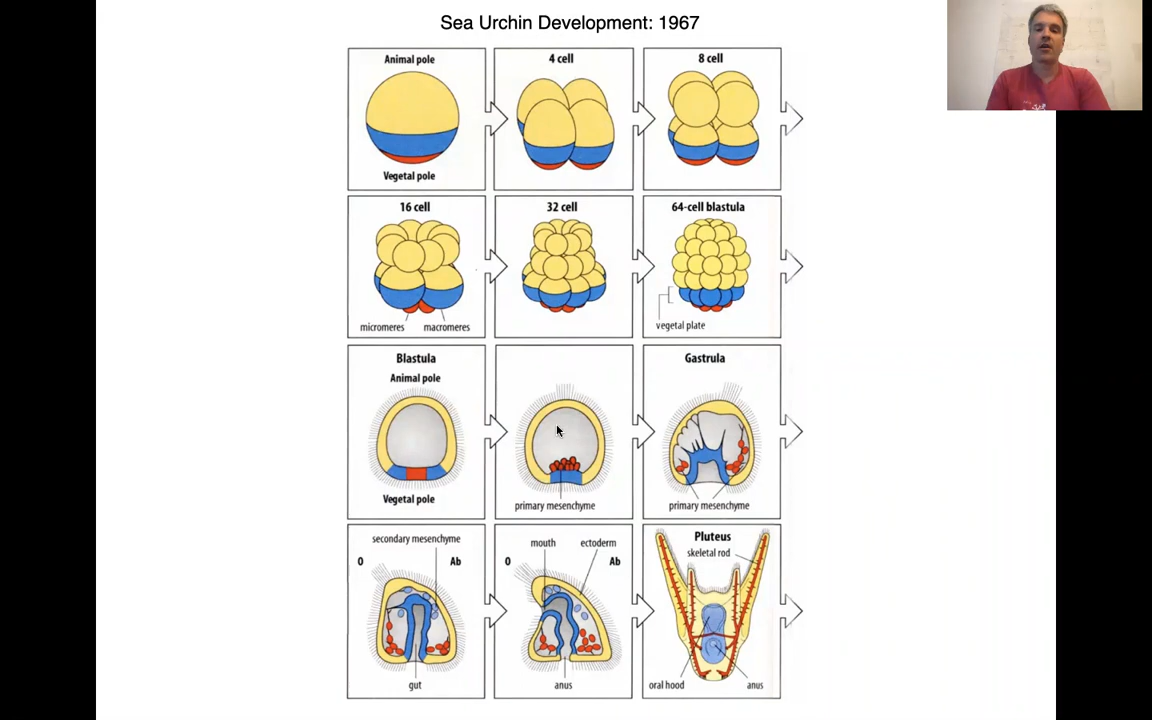 Sea Urchin Development: 1967
Animal pole
Vegetal pole
4 cell
8 cell
16 cell
micromeres macromeres
32 cell
64-cell blastula
vegetal plate
Blastula
Animal pole
Vegetal pole
primary mesenchyme
Gastrula
primary mesenchyme
secondary mesenchyme
O Ab
gut
mouth ectoderm
O Ab
anus
Pluteus
skeletal rod
oral hood anus